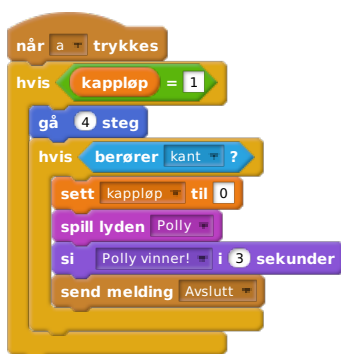 når a trykkes
hvis kappløp = 1
gå 4 steg
hvis berører kant ?
sett kappløp til 0
spill lyden Polly
si Polly vinner! i 3 sekunder
send melding Avslutt